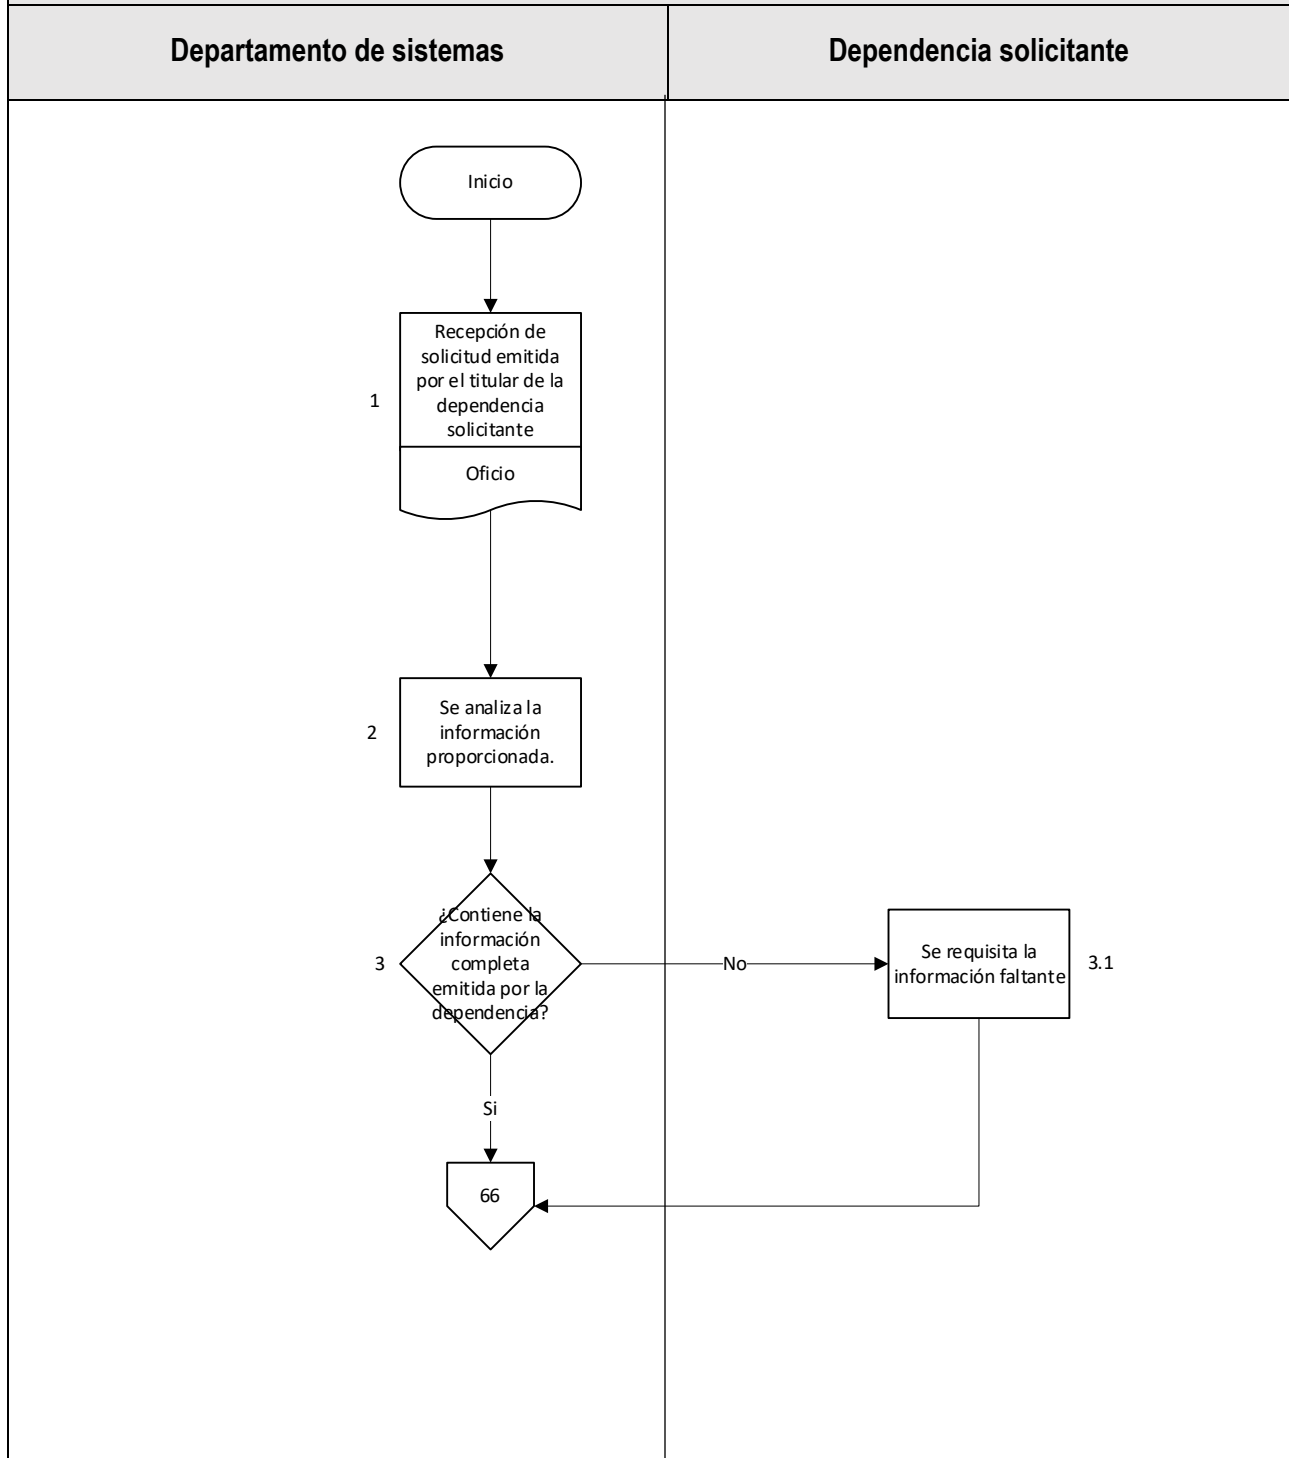 Departamento de sistemas
Dependencia solicitante
Inicio
1
Recepción de
solicitud emitida
por el titular de la
dependencia
solicitante
Oficio
2
Se analiza la
información
proporcionada.
3
¿Contiene la
información
completa
emitida por la
dependencia?
No
Se requisita la
información faltante
3.1
Si
66